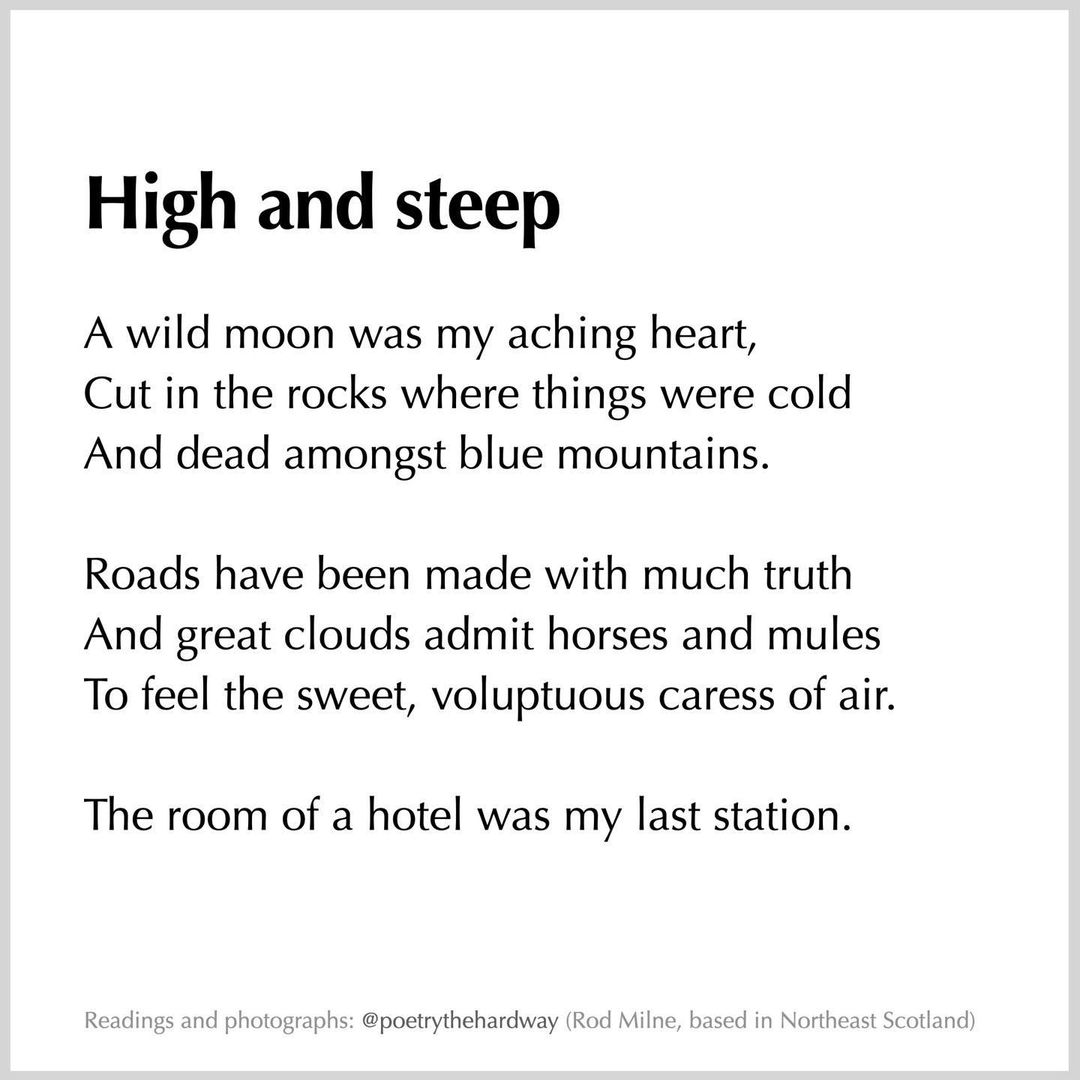 High and steep
A wild moon was my aching heart,
Cut in the rocks where things were cold
And dead amongst blue mountains.
Roads have been made with much truth
And great clouds admit horses and mules
To feel the sweet, voluptuous caress of air.
The room of a hotel was my last station.
Readings and photographs: @poetrythehardway (Rod Milne, based in Northeast Scotland)